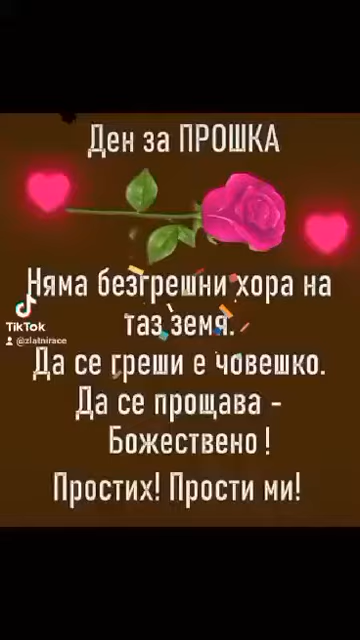 Ден за ПРОШКА
Няма безгрешни хора на
таз земя.
TikTok
@zlatnirace
Да се греши е човешко.
Да се прощава -
Божествено !
Простих! Прости ми!